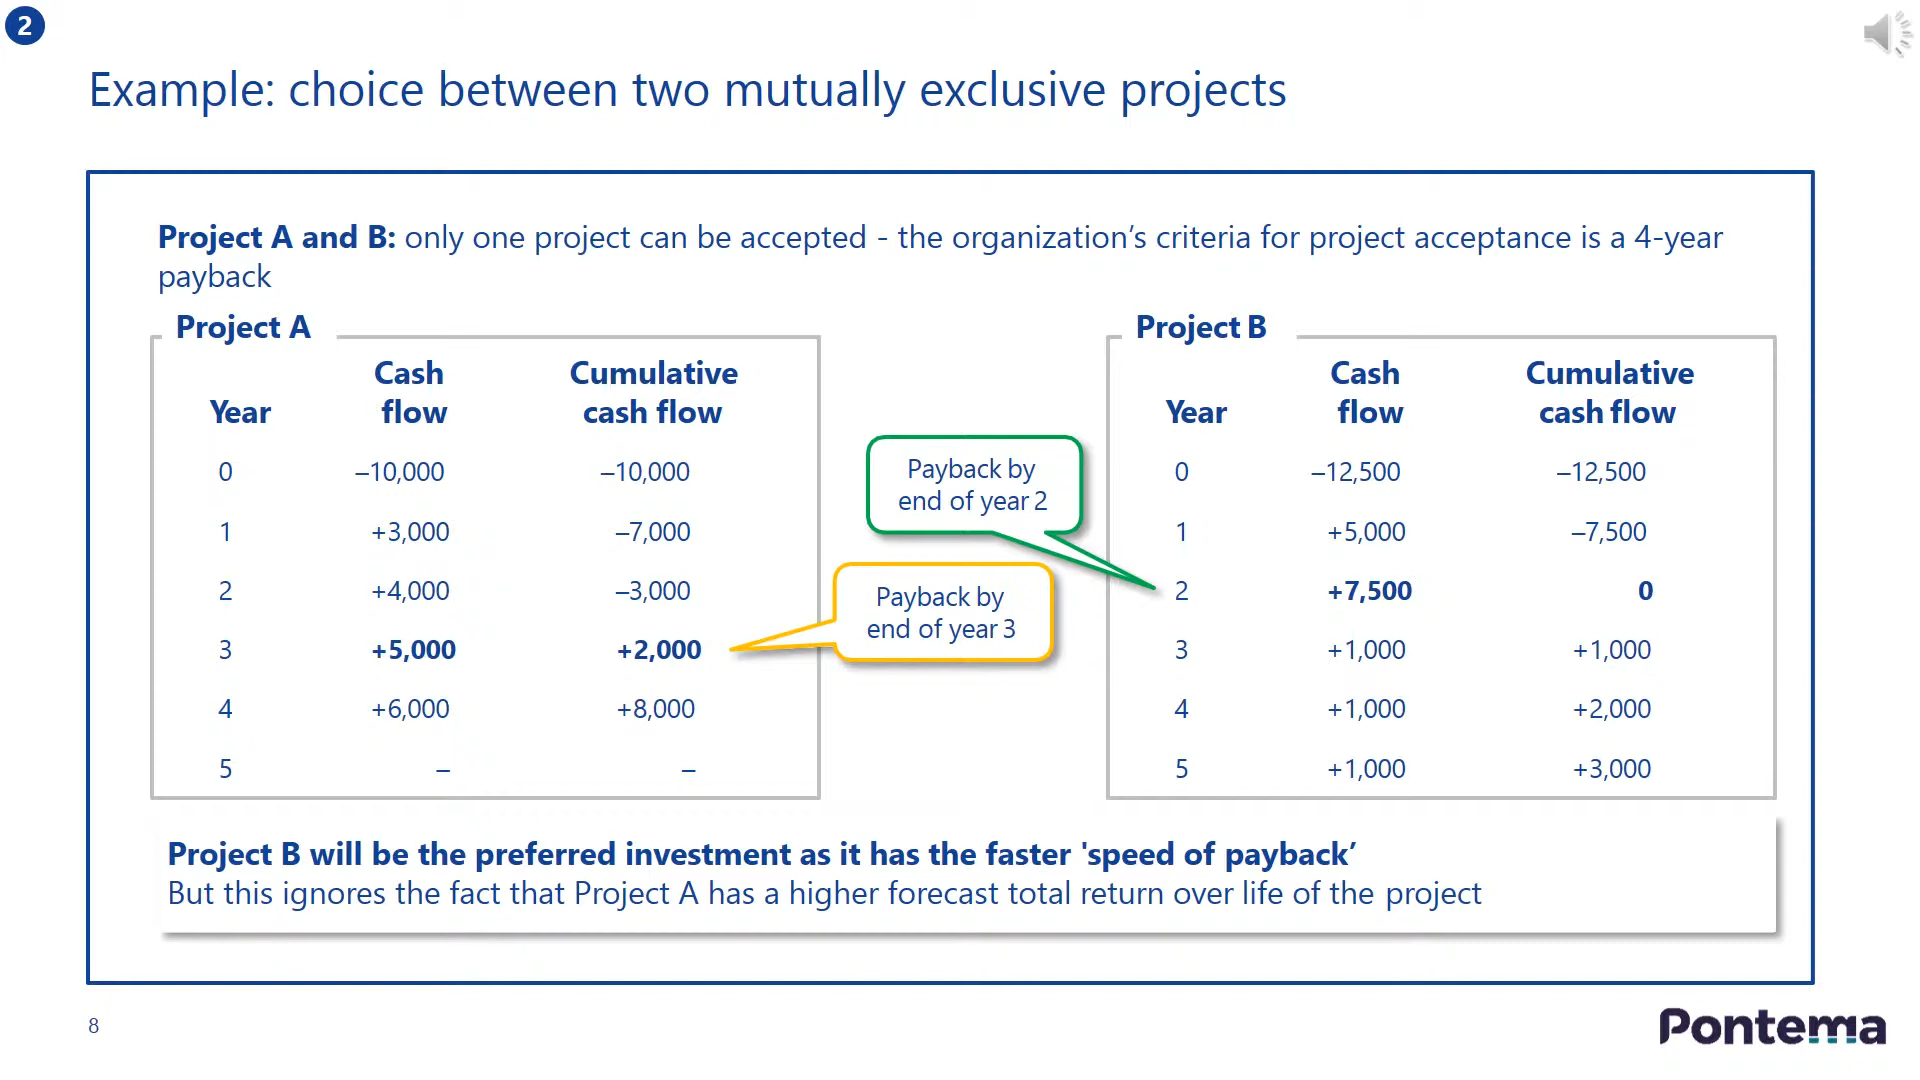 2
Example: choice between two mutually exclusive projects
Project A and B: only one project can be accepted - the organization’s criteria for project acceptance is a 4-year
payback
Project A
Cash Cumulative
Year flow cash flow
0 –10,000 –10,000
1 +3,000 –7,000
2 +4,000 –3,000
3 +5,000 +2,000
4 +6,000 +8,000
5 – –
Payback by
end of year 2
Payback by
end of year 3
Project B
Cash Cumulative
Year flow cash flow
0 –12,500 –12,500
1 +5,000 –7,500
2 +7,500 0
3 +1,000 +1,000
4 +1,000 +2,000
5 +1,000 +3,000
Project B will be the preferred investment as it has the faster 'speed of payback’
But this ignores the fact that Project A has a higher forecast total return over life of the project
8
Pontema